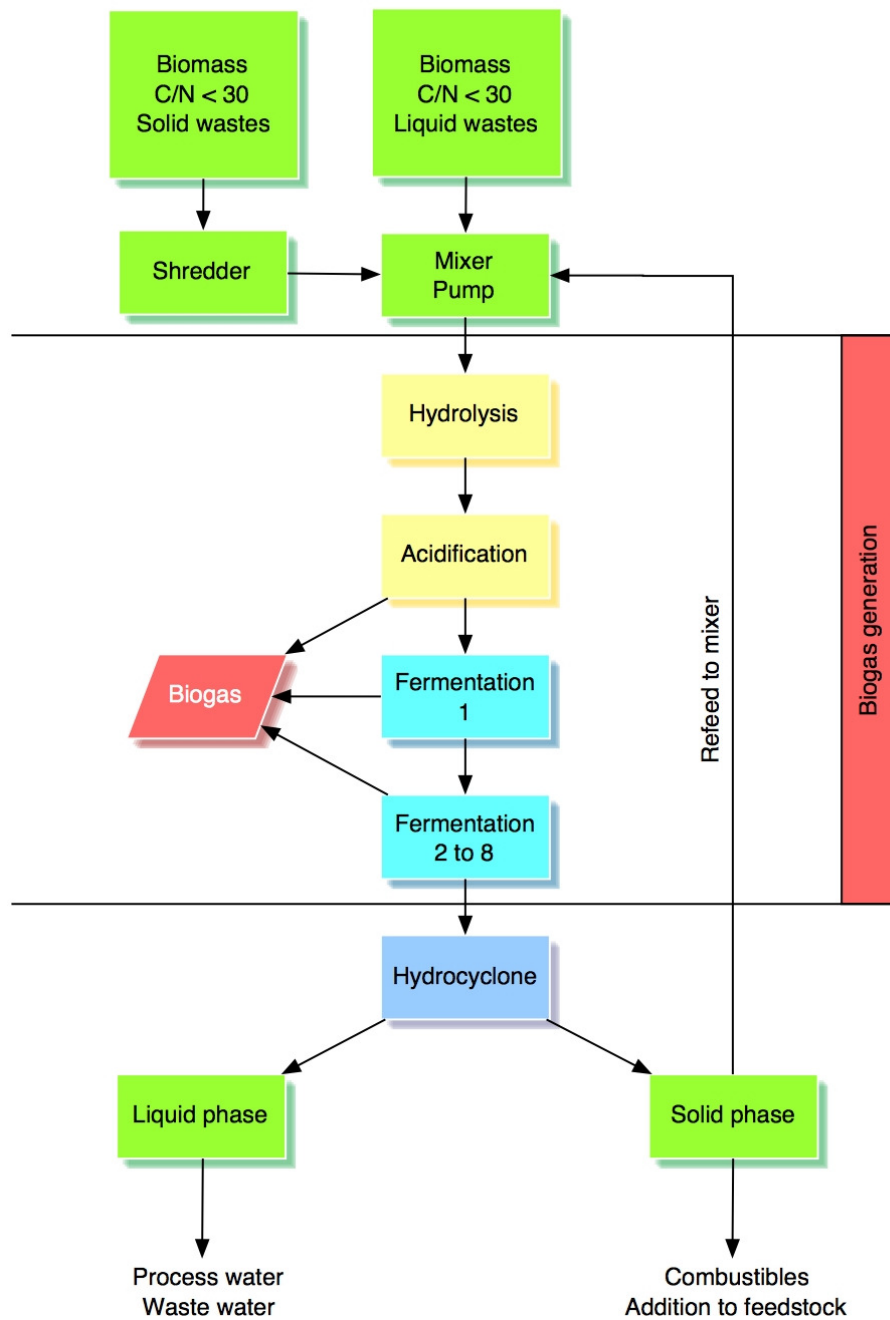 Biomass
C/N < 30
Solid wastes
Biomass
C/N < 30
Liquid wastes
Shredder
Mixer
Pump
Hydrolysis
Acidification
Biogas
Fermentation
1
Fermentation
2 to 8
Refeed to mixer
Biogas generation
Hydrocyclone
Liquid phase
Solid phase
Process water
Waste water
Combustibles
Addition to feedstock